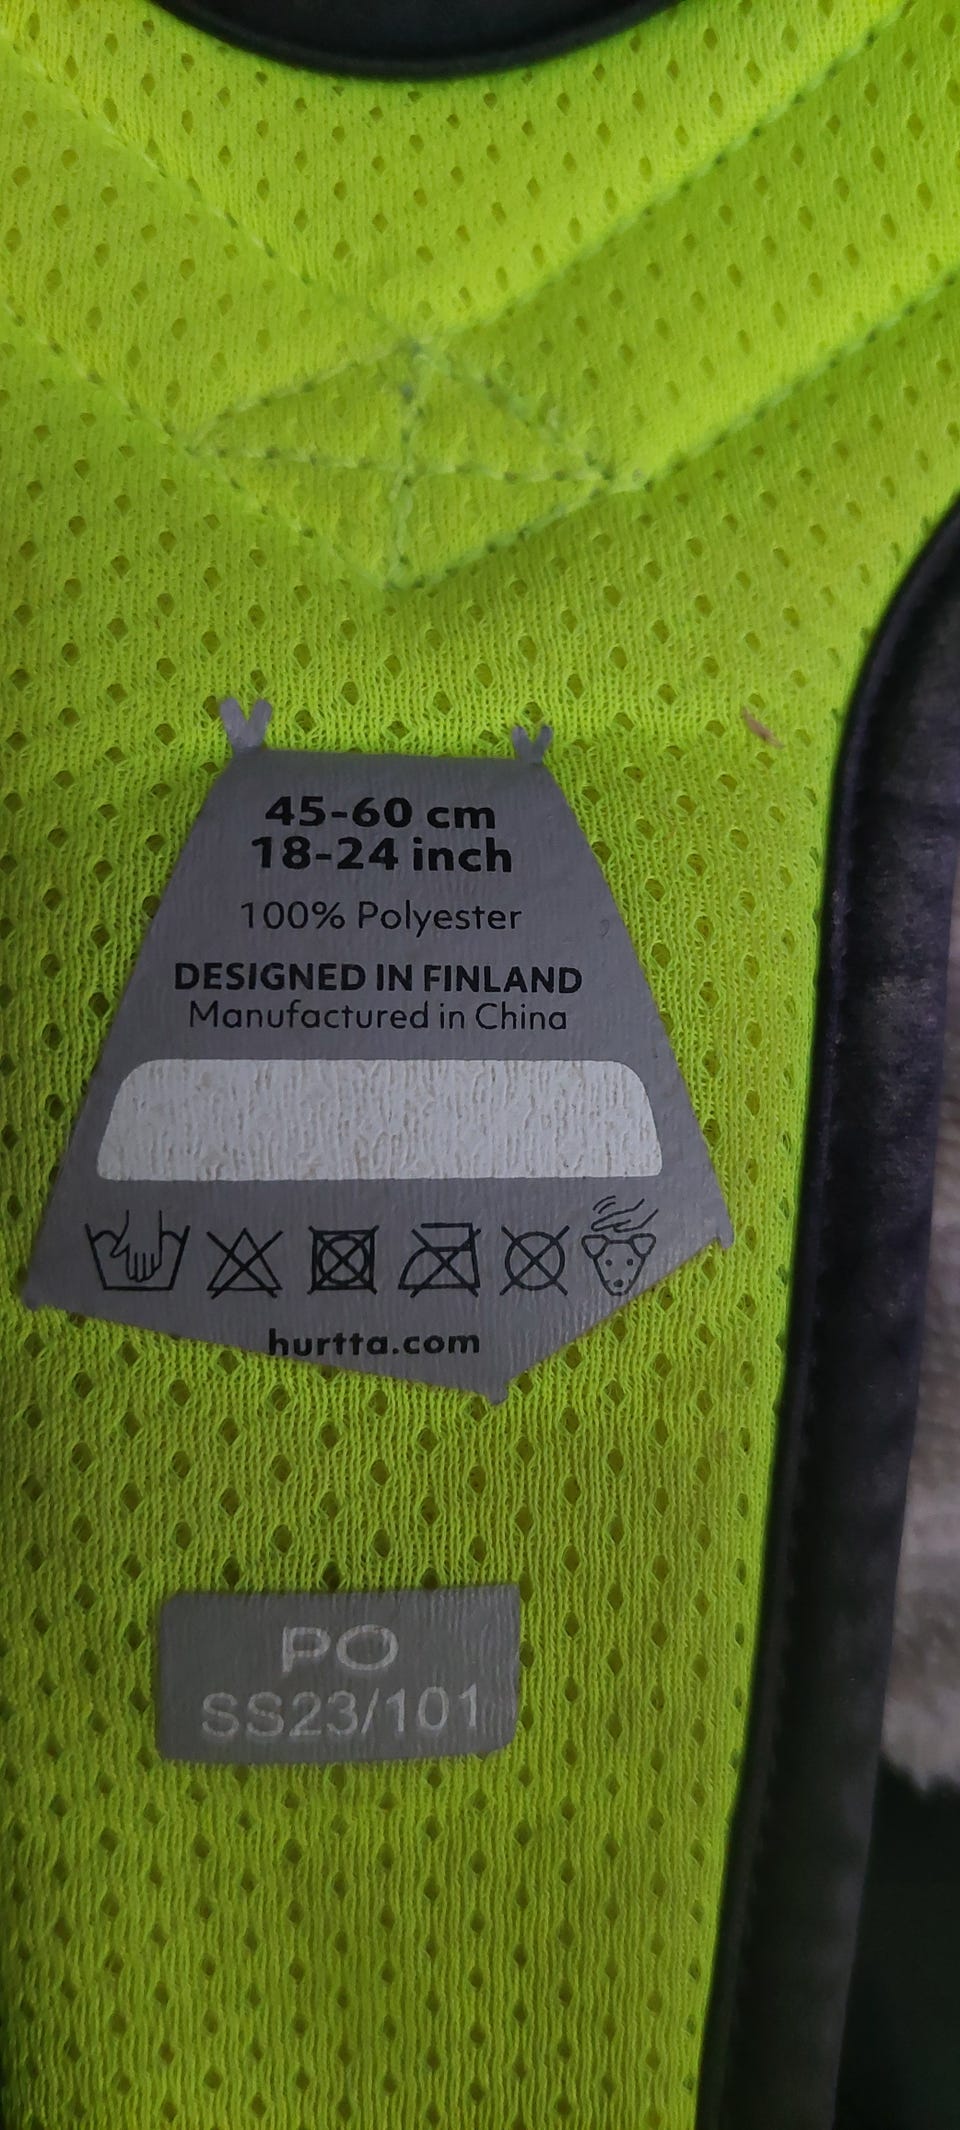 45-60 cm
18-24 inch
100% Polyester
DESIGNED IN FINLAND
Manufactured in China
hurtta.com
PO
SS23/101